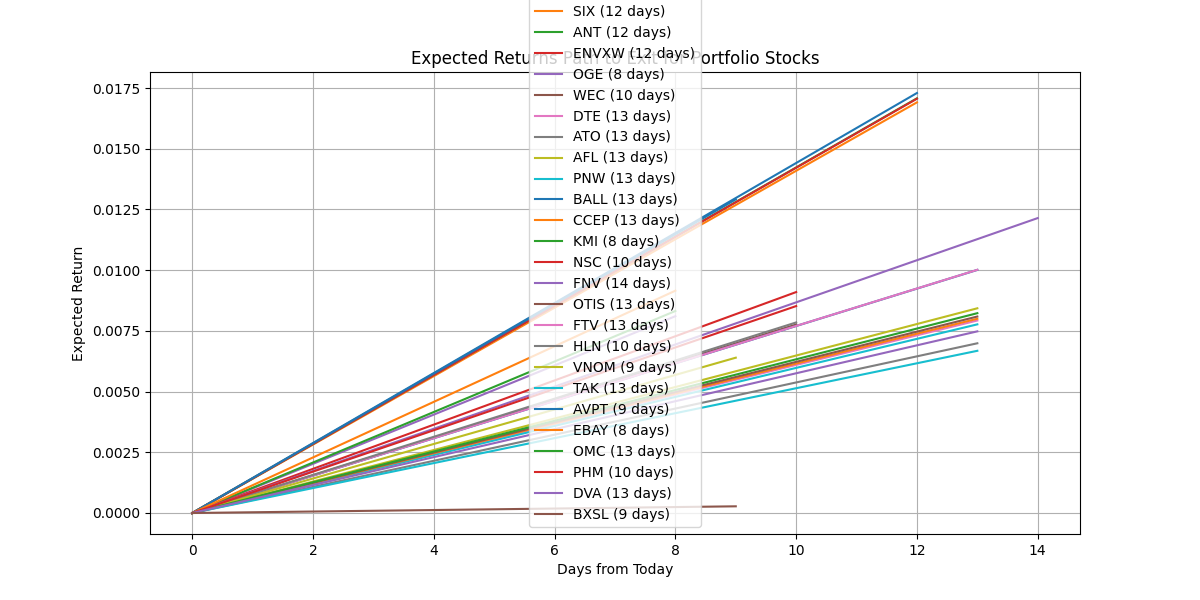 SIX (12 days)
ANT (12 days)
ENVXW (12 days)
Expected Returns Path to Exit for Portfolio Stocks
OGE (8 days)
WEC (10 days)
DTE (13 days)
ATO (13 days)
AFL (13 days)
PNW (13 days)
BALL (13 days)
CCEP (13 days)
KMI (8 days)
NSC (10 days)
FNV (14 days)
OTIS (13 days)
FTV (13 days)
HLN (10 days)
VNOM (9 days)
TAK (13 days)
AVPT (9 days)
EBAY (8 days)
OMC (13 days)
PHM (10 days)
DVA (13 days)
BXSL (9 days)
0.0175
0.0150
0.0125
0.0100
0.0075
0.0050
0.0025
0.0000
Expected Return
0 2 4 6 8 10 12 14
Days from Today